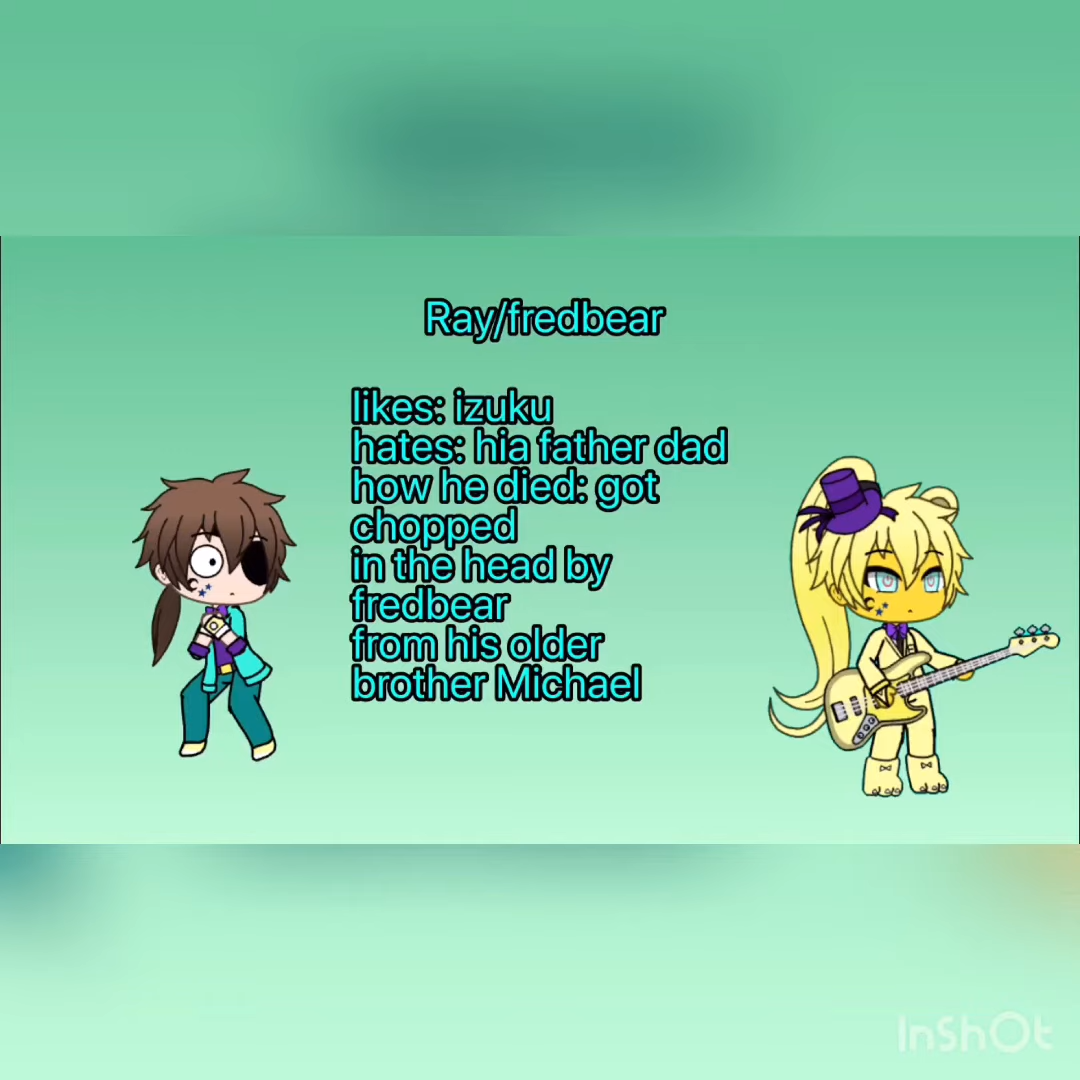 Ray/fredbear
likes: izuku
hates: hia father dad
how he died: got
chopped
in the head by
fredbear
from his older
brother Michael
InShOt